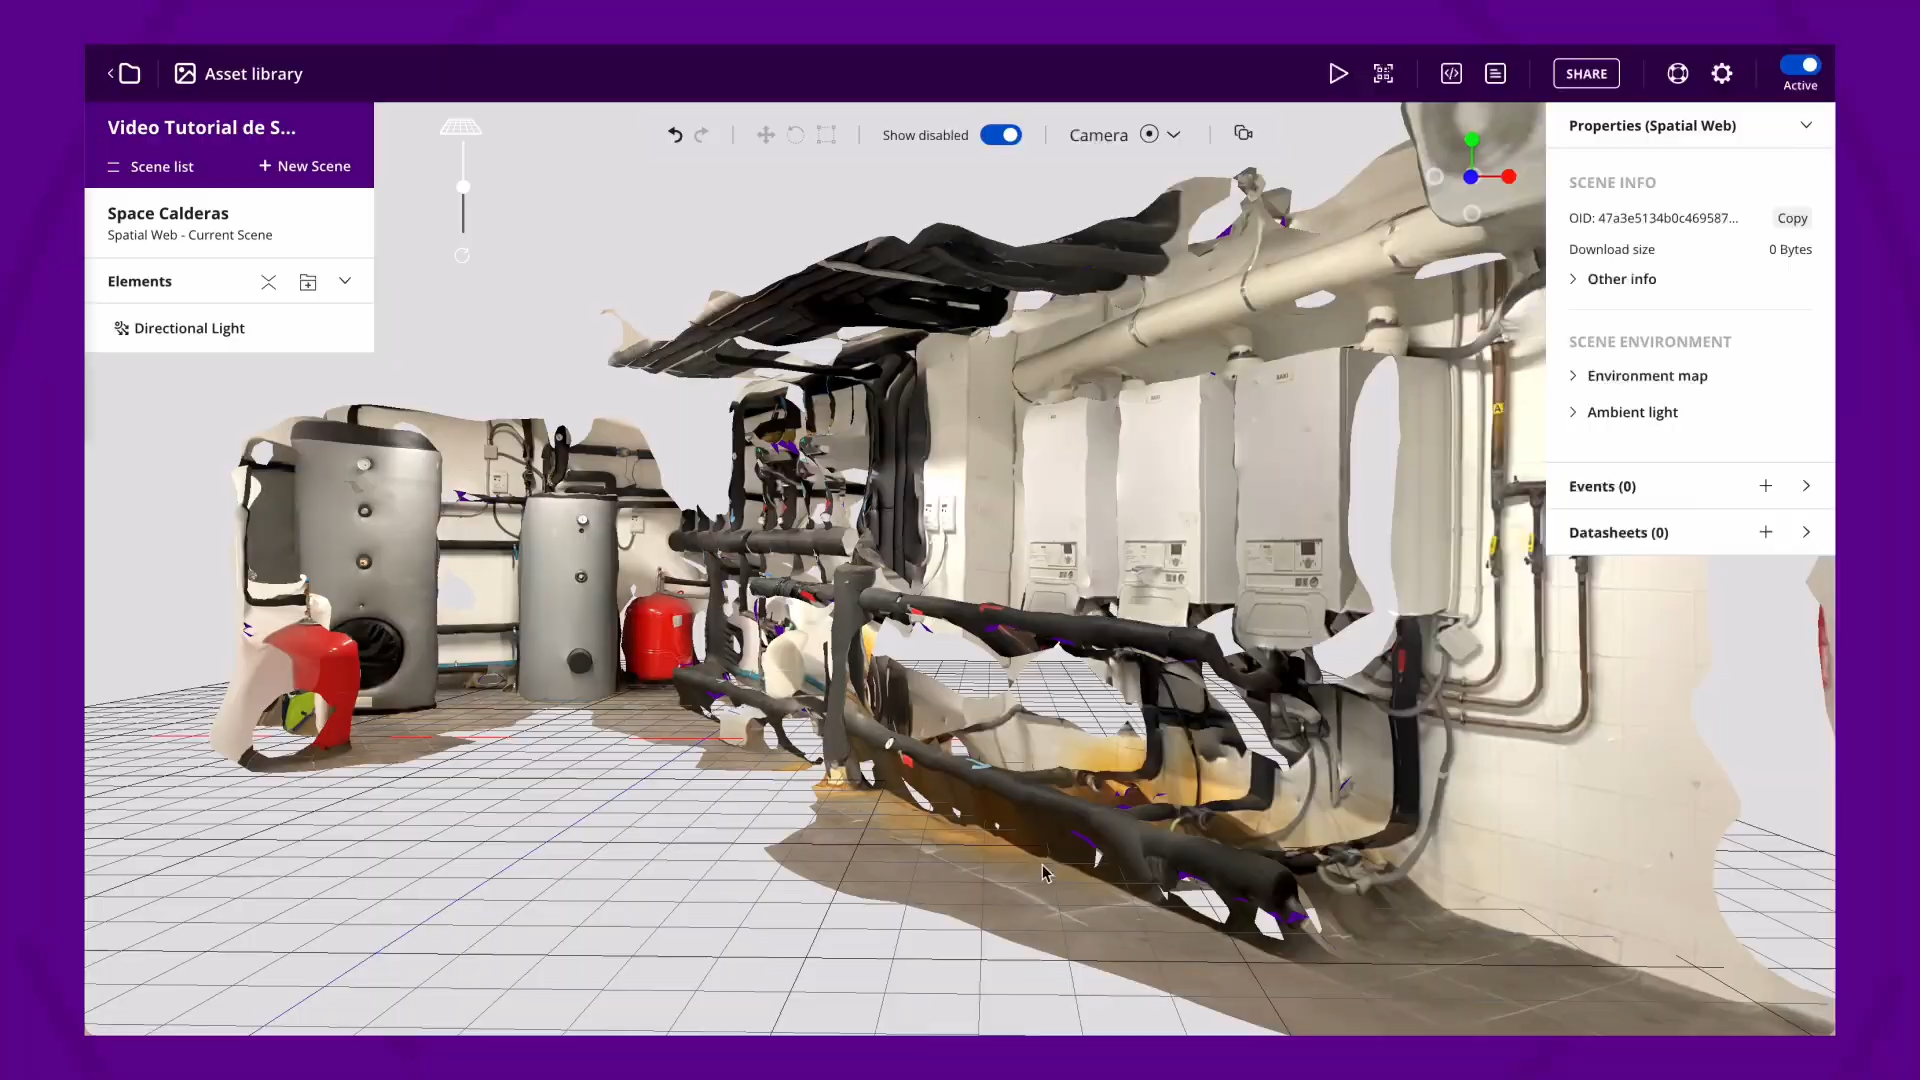 Asset library
SHARE
Active
Video Tutorial de S...
Scene list
+ New Scene
Show disabled
Camera
Properties (Spatial Web)
Space Calderas
Spatial Web - Current Scene
Elements
Directional Light
SCENE INFO
OID: 47a3e5134b0c469587...
Copy
Download size
0 Bytes
Other info
SCENE ENVIRONMENT
Environment map
Ambient light
Events (0)
Datasheets (0)